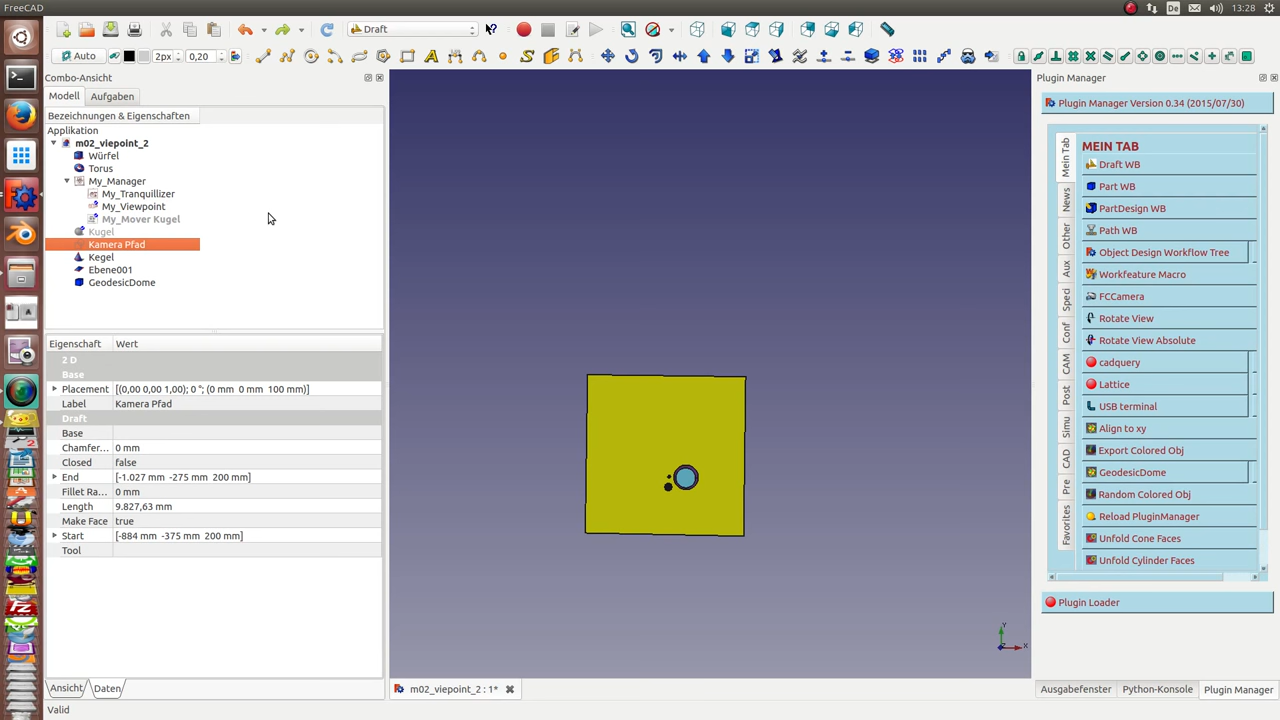 FreeCAD
De
13:28
Draft
Auto
2px
0,20
Combo-Ansicht
Modell
Aufgaben
Bezeichnungen & Eigenschaften
Applikation
m02_viepoint_2
Würfel
Torus
My_Manager
My_Tranquillizer
My_Viewpoint
My_Mover Kugel
Kugel
Kamera Pfad
Kegel
Ebene001
GeodesicDome
Eigenschaft Wert
2 D
Base
Placement [(0,00 0,00 1,00); 0 °; (0 mm 0 mm 100 mm)]
Label Kamera Pfad
Draft
Base
Chamfer... 0 mm
Closed false
End [-1.027 mm -275 mm 200 mm]
Fillet Ra... 0 mm
Length 9.827,63 mm
Make Face true
Start [-884 mm -375 mm 200 mm]
Tool
Ansicht
Daten
Valid
m02_viepoint_2 : 1*
Y
X
Z
Plugin Manager
Plugin Manager Version 0.34 (2015/07/30)
Mein Tab
News
Other
Aux
Sped
Conf
CAM
Post
Simu
CAD
Pre
Favorites
MEIN TAB
Draft WB
Part WB
PartDesign WB
Path WB
Object Design Workflow Tree
Workfeature Macro
FCCamera
Rotate View
Rotate View Absolute
cadquery
Lattice
USB terminal
Align to xy
Export Colored Obj
GeodesicDome
Random Colored Obj
Reload PluginManager
Unfold Cone Faces
Unfold Cylinder Faces
Plugin Loader
Ausgabefenster
Python-Konsole
Plugin Manager